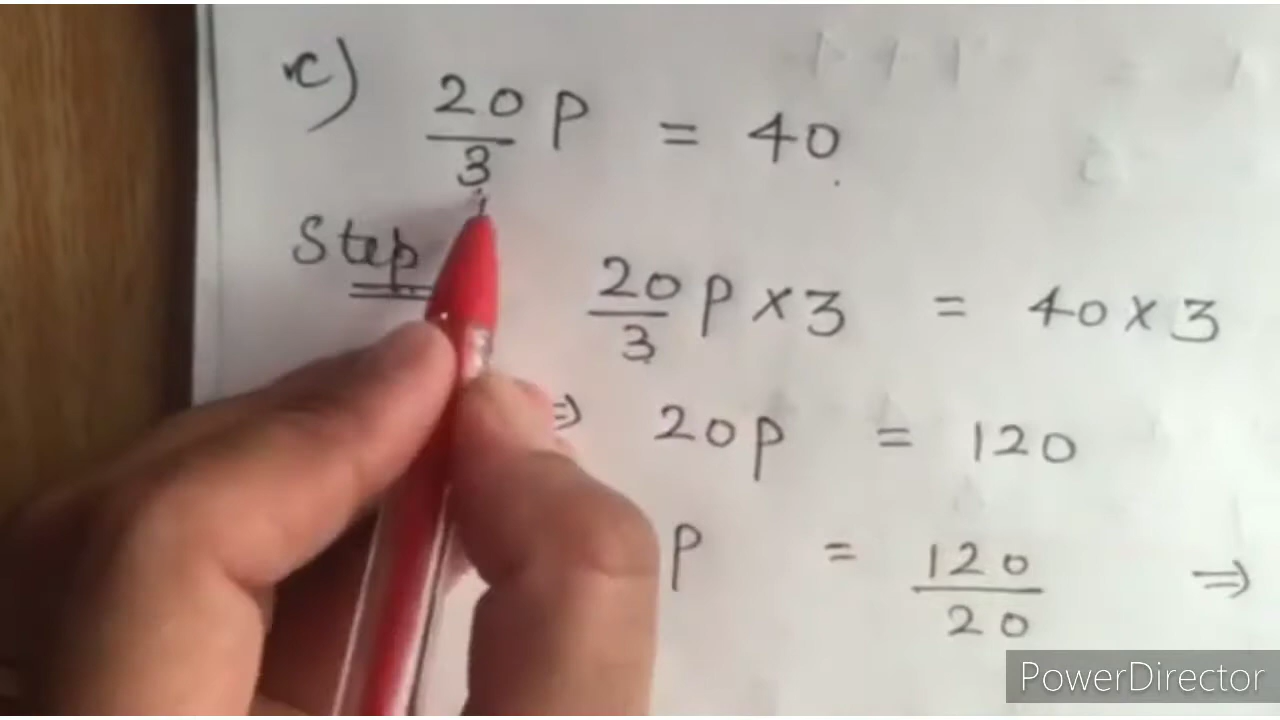 c) 20/3 p = 40
Step
20/3 p × 3 = 40 × 3
⇒ 20p = 120
p = 120/20 ⇒
PowerDirector